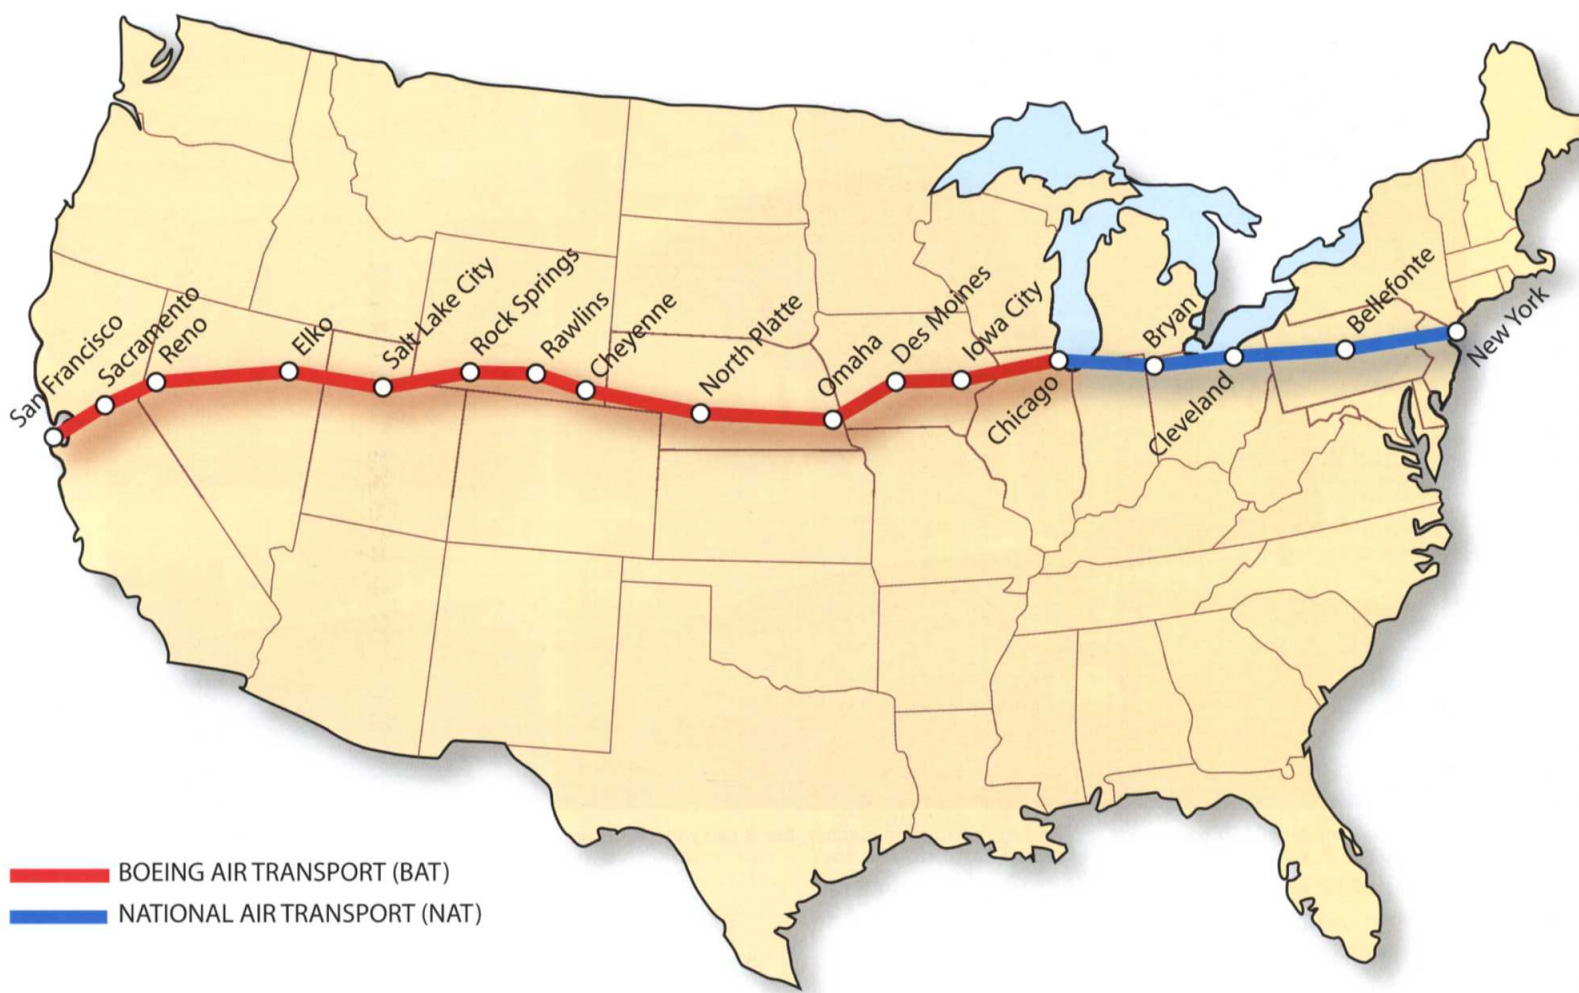 San Francisco
Sacramento
Reno
Elko
Salt Lake City
Rock Springs
Rawlins
Cheyenne
North Platte
Omaha
Des Moines
Iowa City
Chicago
Bryan
Cleveland
Bellefonte
New York
BOEING AIR TRANSPORT (BAT)
NATIONAL AIR TRANSPORT (NAT)